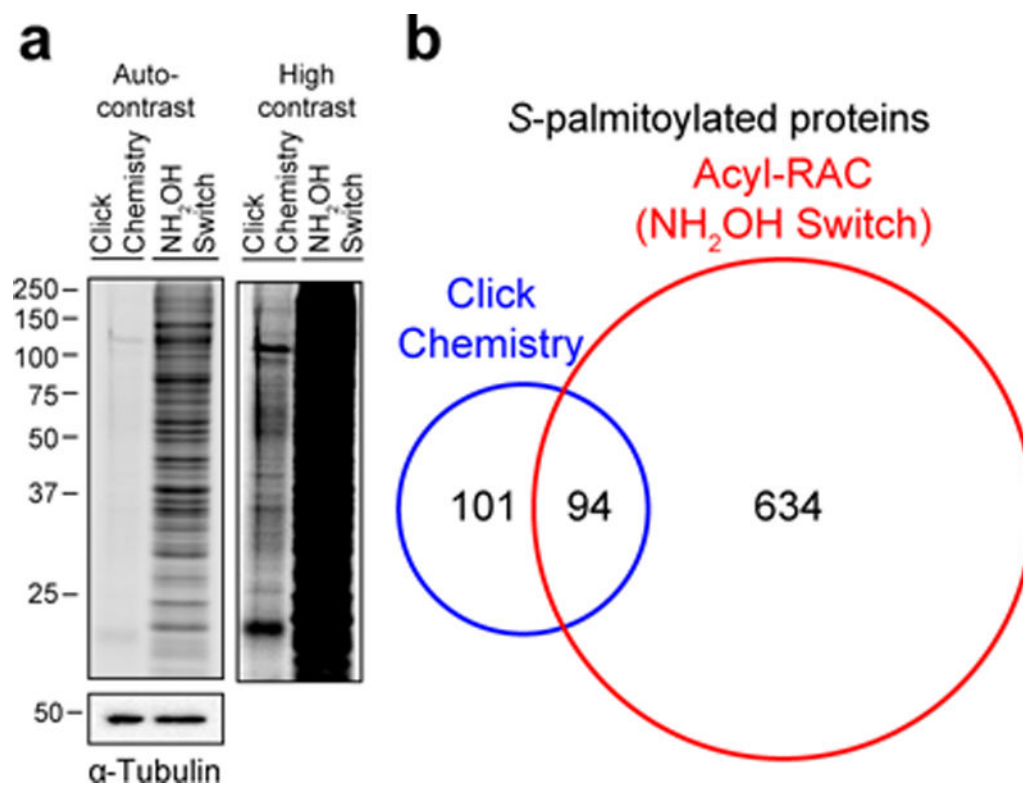 a
Auto-
contrast
High
contrast
Click
Chemistry
NH₂OH
Switch
Click
Chemistry
NH₂OH
Switch
250
150
100
75
50
37
25
50
α-Tubulin
b
S-palmitoylated proteins
Acyl-RAC
(NH₂OH Switch)
Click
Chemistry
101
94
634